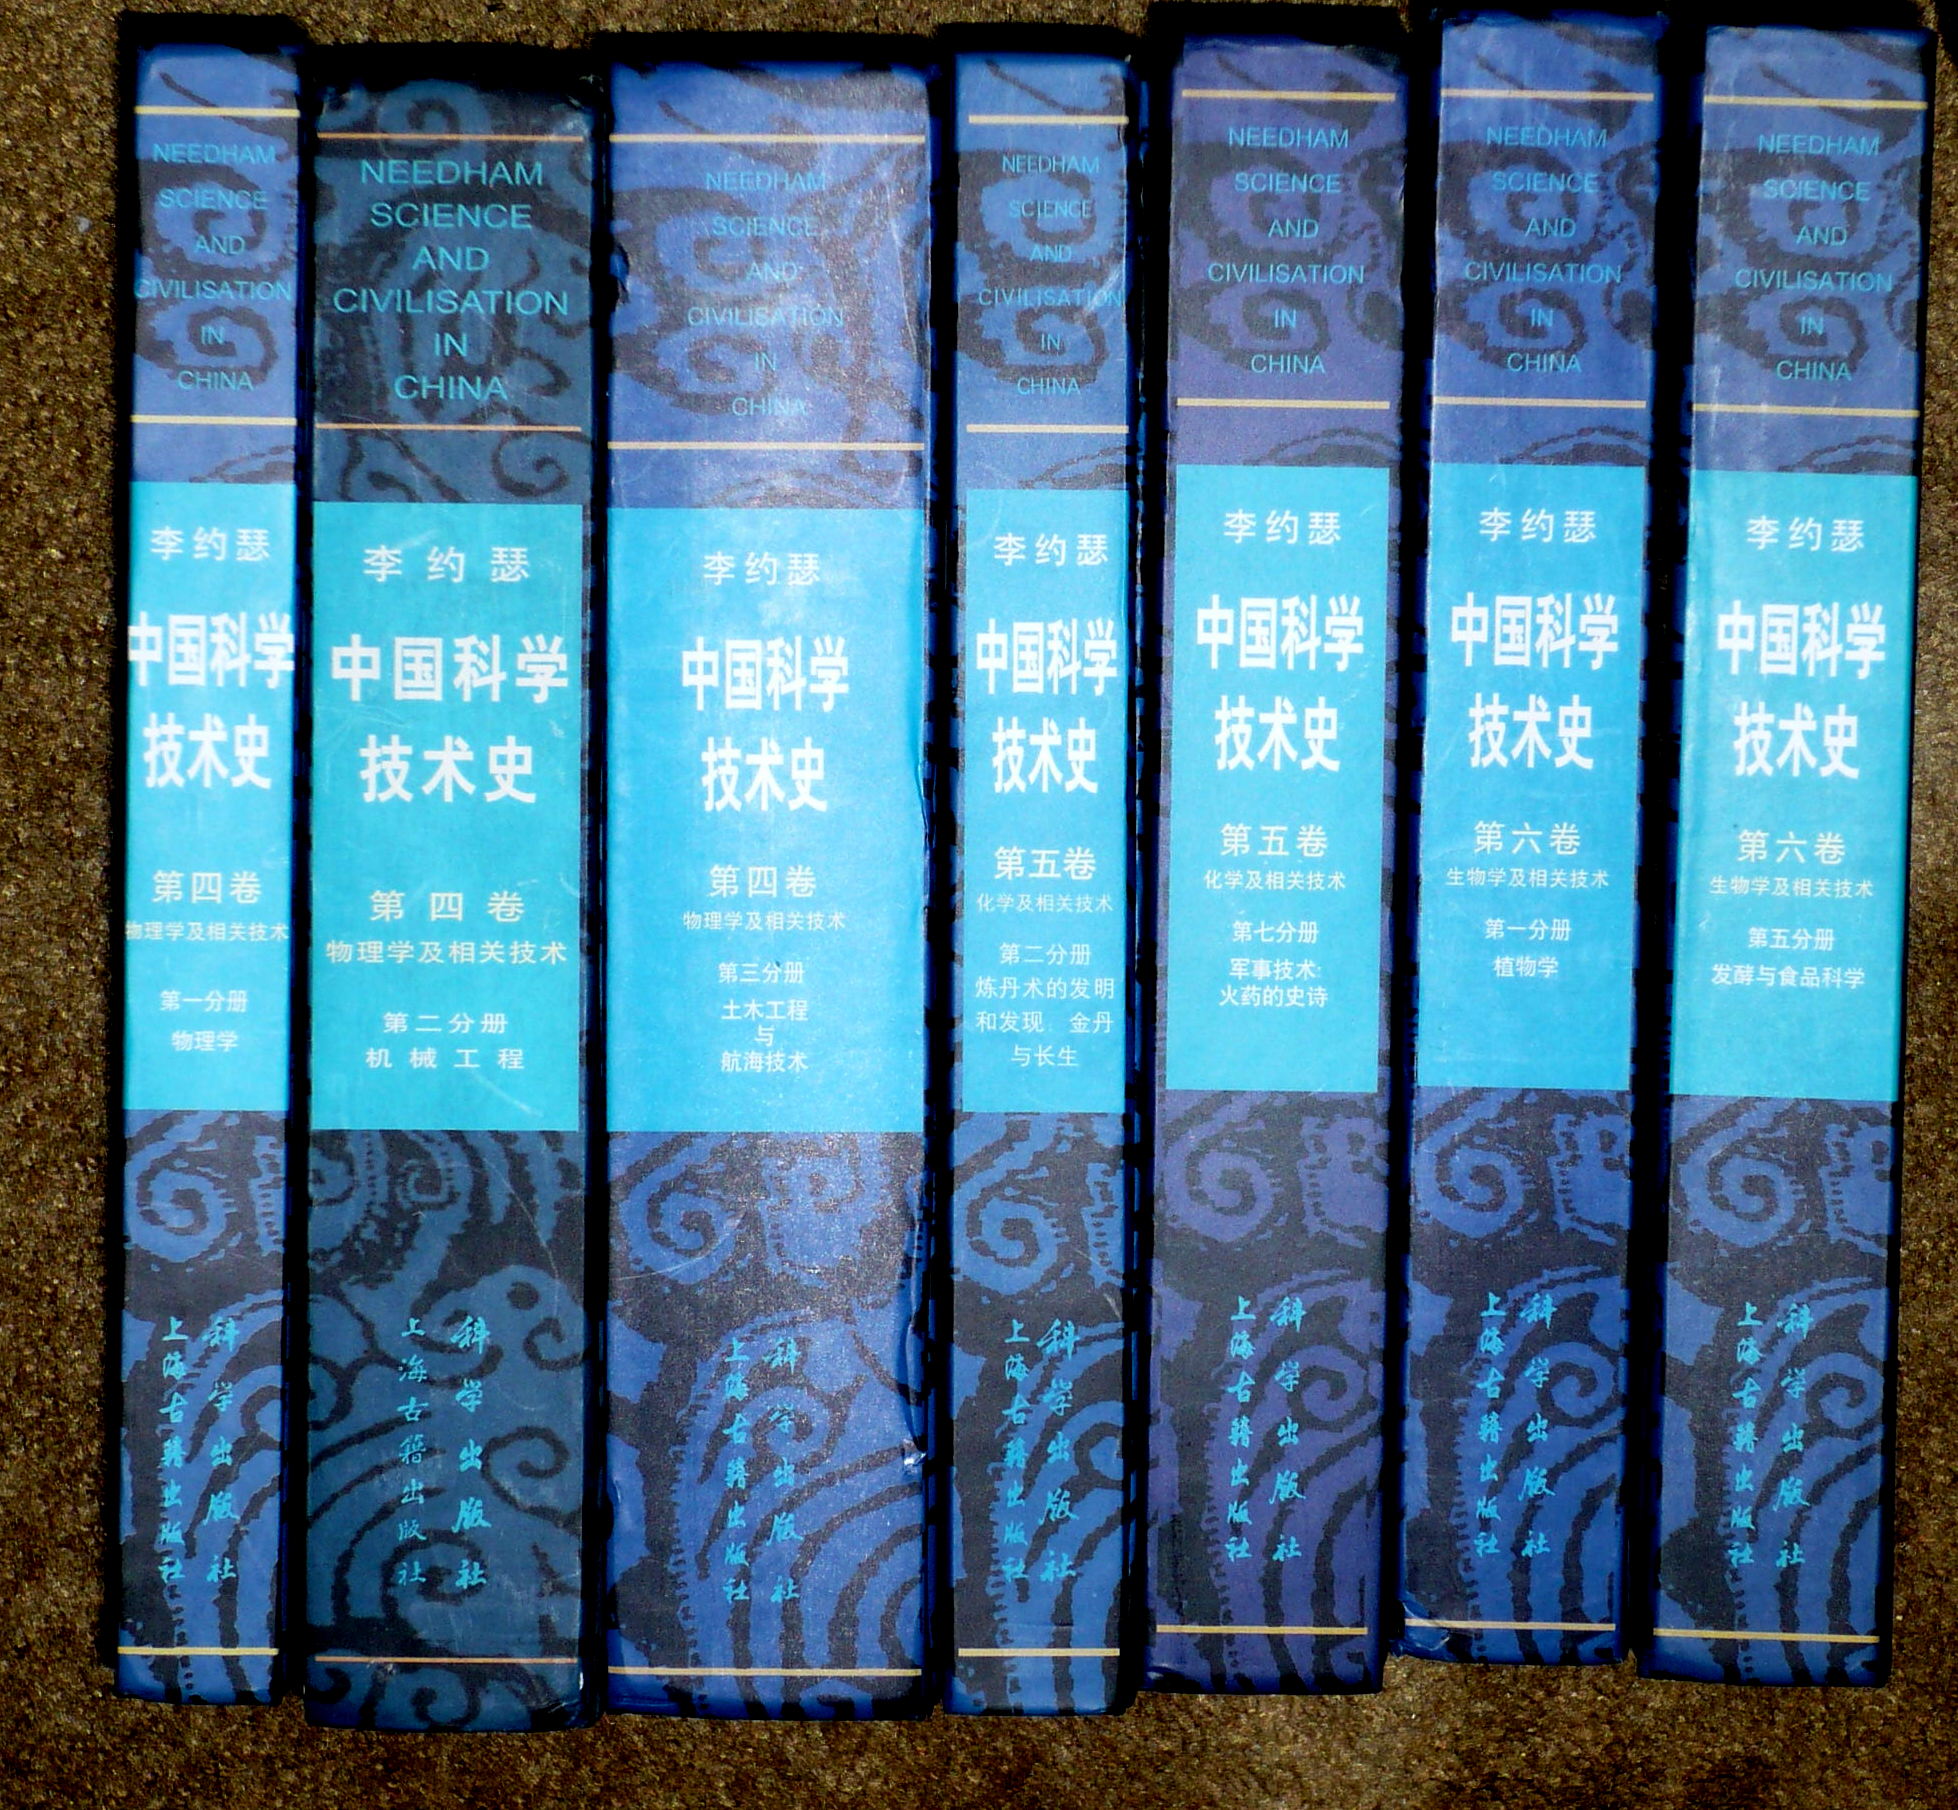 NEEDHAM
SCIENCE
AND
CIVILISATION
IN
CHINA
李约瑟
中国科学
技术史
第四卷
物理学及相关技术
第一分册
物理学
科学出版社
上海古籍出版社
NEEDHAM
SCIENCE
AND
CIVILISATION
IN
CHINA
李约瑟
中国科学
技术史
第四卷
物理学及相关技术
第二分册
机械工程
科学出版社
上海古籍出版社
NEEDHAM
SCIENCE
AND
CIVILISATION
IN
CHINA
李约瑟
中国科学
技术史
第四卷
物理学及相关技术
第三分册
土木工程
与
航海技术
科学出版社
上海古籍出版社
NEEDHAM
SCIENCE
AND
CIVILISATION
IN
CHINA
李约瑟
中国科学
技术史
第五卷
化学及相关技术
第二分册
炼丹术的发明
和发现：金丹
与长生
科学出版社
上海古籍出版社
NEEDHAM
SCIENCE
AND
CIVILISATION
IN
CHINA
李约瑟
中国科学
技术史
第五卷
化学及相关技术
第七分册
军事技术:
火药的史诗
科学出版社
上海古籍出版社
NEEDHAM
SCIENCE
AND
CIVILISATION
IN
CHINA
李约瑟
中国科学
技术史
第六卷
生物学及相关技术
第一分册
植物学
科学出版社
上海古籍出版社
NEEDHAM
SCIENCE
AND
CIVILISATION
IN
CHINA
李约瑟
中国科学
技术史
第六卷
生物学及相关技术
第五分册
发酵与食品科学
科学出版社
上海古籍出版社